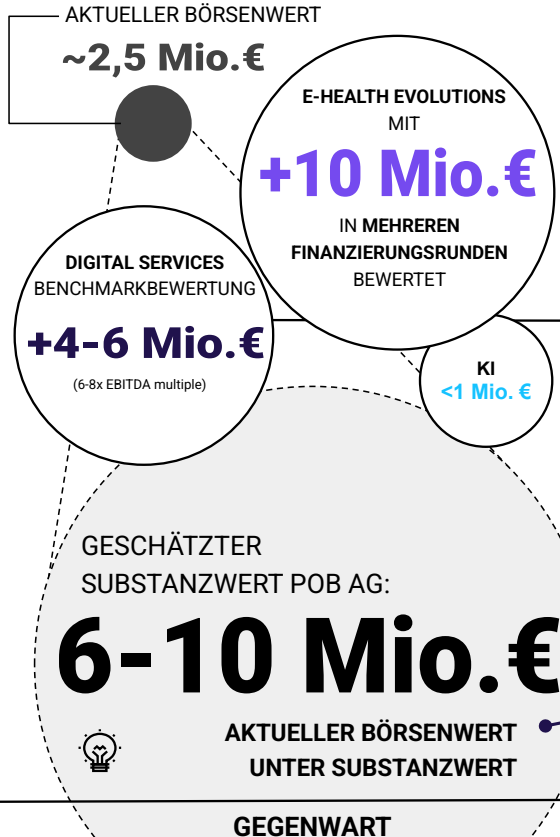 AKTUELLER BÖRSENWERT
~2,5 Mio.€
E-HEALTH EVOLUTIONS
MIT
+10 Mio.€
IN MEHREREN
FINANZIERUNGSRUNDEN
BEWERTET
DIGITAL SERVICES
BENCHMARKBEWERTUNG
+4-6 Mio.€
(6-8x EBITDA multiple)
KI
<1 Mio. €
GESCHÄTZTER
SUBSTANZWERT POB AG:
6-10 Mio.€
AKTUELLER BÖRSENWERT
UNTER SUBSTANZWERT
GEGENWART